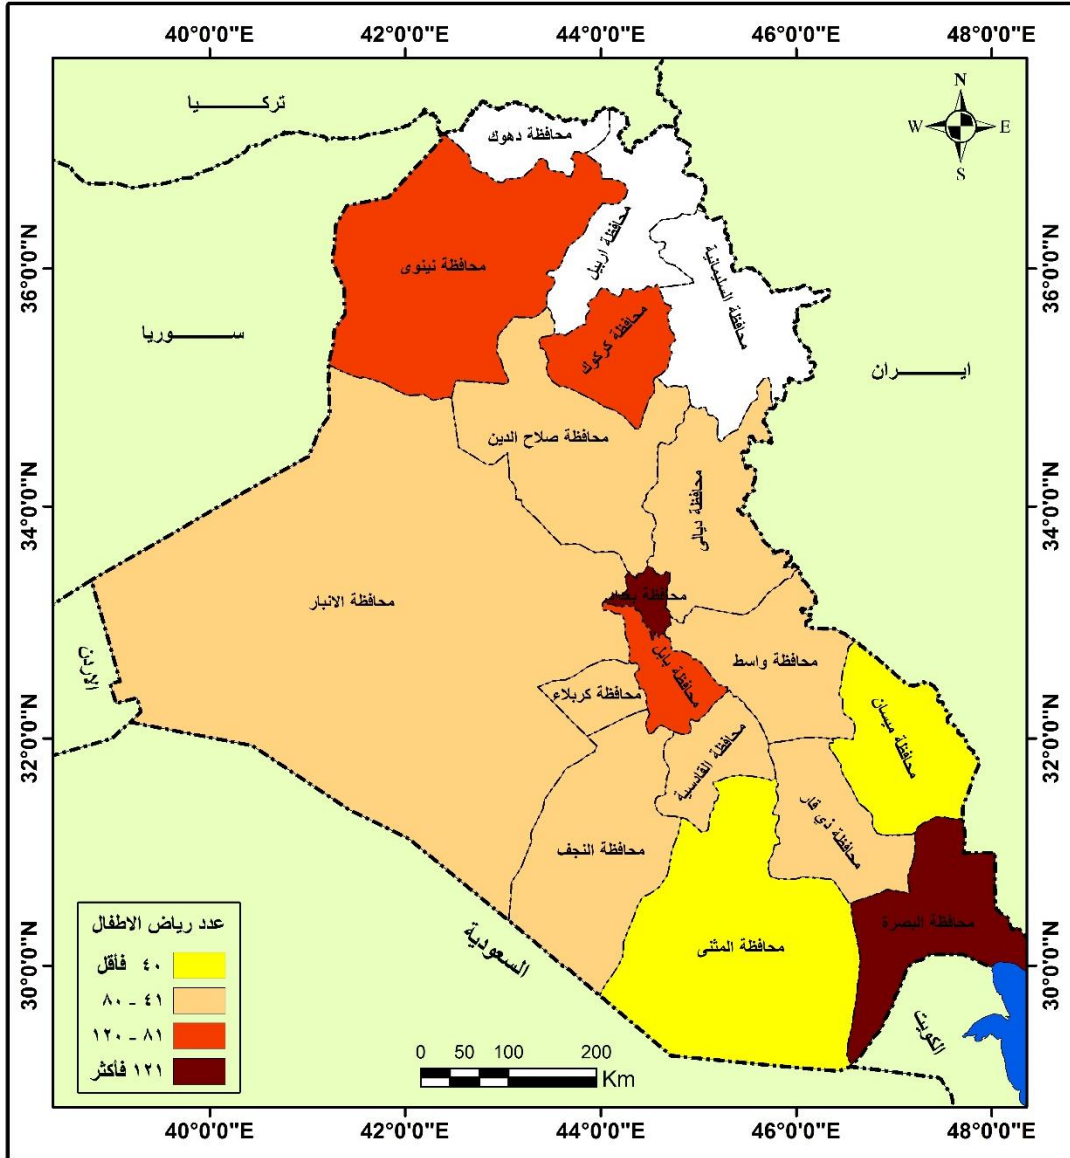 40°0'0"E 42°0'0"E 44°0'0"E 46°0'0"E 48°0'0"E
N
W E
S
تركـــــيا
محافظة دهوك
محافظة اربيل
محافظة السليمانية
محافظة نينوى
36°0'0"N 36°0'0"N
ســـــوريا
محافظة كركوك
ايـــــران
محافظة صلاح الدين
34°0'0"N 34°0'0"N
محافظة ديالى
محافظة الانبار
محافظة بغداد
محافظة واسط
محافظة بابل
الاردن
محافظة كربلاء
محافظة ميسان
32°0'0"N 32°0'0"N
محافظة القادسية
محافظة ذي قار
محافظة النجف
محافظة البصرة
محافظة المثنى
السعودية
30°0'0"N 30°0'0"N
الكويت
عدد رياض الاطفال
٤٠ فأقل
٤١ - ٨٠
٨١ - ١٢٠
١٢١ فأكثر
0 50 100 200
Km
40°0'0"E 42°0'0"E 44°0'0"E 46°0'0"E 48°0'0"E